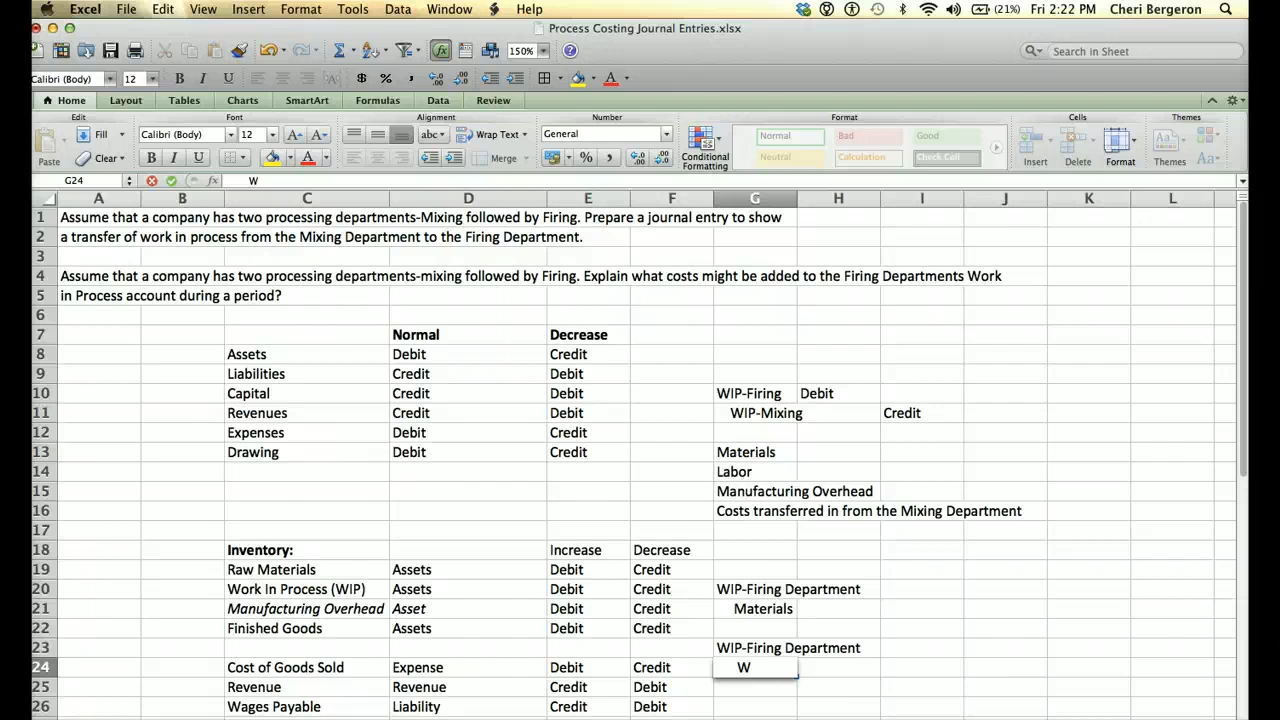 Excel File Edit View Insert Format Tools Data Window Help (21%) Fri 2:22 PM Cheri Bergeron
Process Costing Journal Entries.xlsx
150% Search in Sheet
Calibri (Body) 12 B I U $ %
Home Layout Tables Charts SmartArt Formulas Data Review
Edit Font Alignment Number Format Cells Themes
Fill Calibri (Body) 12 abc Wrap Text General Normal Bad Good
Paste Clear B I U Merge % Conditional Formatting Neutral Calculation Check Cell Insert Delete Format Themes Aa
G24 fx W
A B C D E F G H I J K L
1 Assume that a company has two processing departments-Mixing followed by Firing. Prepare a journal entry to show
2 a transfer of work in process from the Mixing Department to the Firing Department.
3
4 Assume that a company has two processing departments-mixing followed by Firing. Explain what costs might be added to the Firing Departments Work
5 in Process account during a period?
6
7 Normal Decrease
8 Assets Debit Credit
9 Liabilities Credit Debit
10 Capital Credit Debit WIP-Firing Debit
11 Revenues Credit Debit WIP-Mixing Credit
12 Expenses Debit Credit
13 Drawing Debit Credit Materials
14 Labor
15 Manufacturing Overhead
16 Costs transferred in from the Mixing Department
17
18 Inventory: Increase Decrease
19 Raw Materials Assets Debit Credit
20 Work In Process (WIP) Assets Debit Credit WIP-Firing Department
21 Manufacturing Overhead Asset Debit Credit Materials
22 Finished Goods Assets Debit Credit
23 WIP-Firing Department
24 Cost of Goods Sold Expense Debit Credit W
25 Revenue Revenue Credit Debit
26 Wages Payable Liability Credit Debit